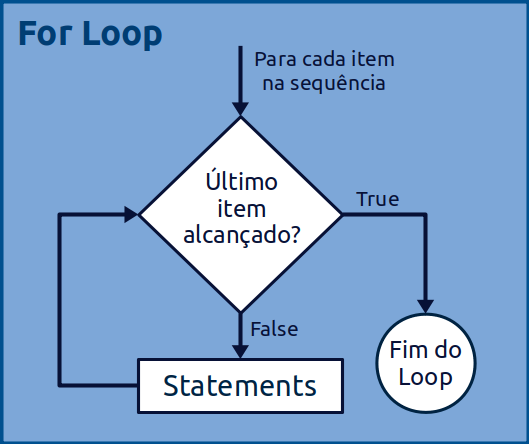 For Loop
Para cada item
na sequência
Último
item
alcançado?
True
False
Statements
Fim do
Loop